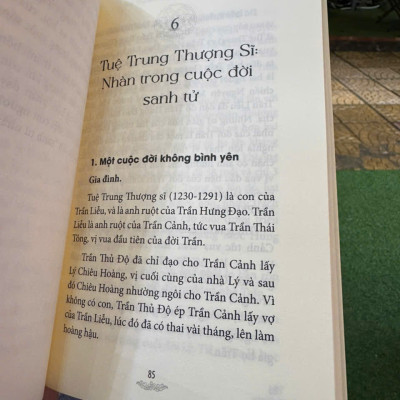 6
Tuệ Trung Thượng Sĩ:
Nhàn trong cuộc đời
sanh tử
1. Một cuộc đời không bình yên
Gia đình.
Tuệ Trung Thượng sĩ (1230-1291) là con của
Trần Liễu, và là anh ruột của Trần Hưng Đạo. Trần
Liễu là anh ruột của Trần Cảnh, tức vua Trần Thái
Tông, vị vua đầu tiên của đời Trần.
Trần Thủ Độ đã chỉ đạo cho Trần Cảnh lấy
Lý Chiêu Hoàng, vị cuối cùng của nhà Lý và sau
đó Chiêu Hoàng nhường ngôi cho Trần Cảnh. Vì
không có con, Trần Thủ Độ ép Trần Cảnh lấy vợ
của Trần Liễu, lúc đó đã có thai vài tháng, lên làm
hoàng hậu.
85